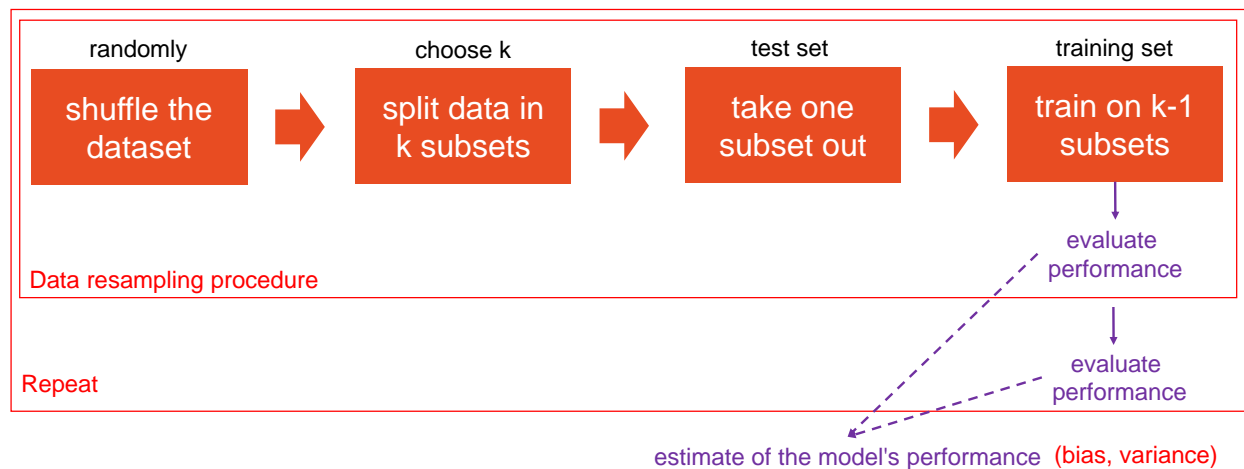 randomly
shuffle the
dataset
choose k
split data in
k subsets
test set
take one
subset out
training set
train on k-1
subsets
evaluate
performance
Data resampling procedure
evaluate
performance
Repeat
estimate of the model's performance (bias, variance)